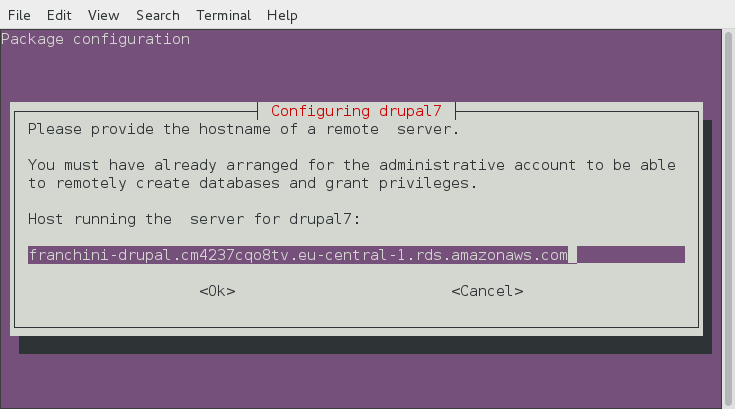 File Edit View Search Terminal Help
Package configuration
Configuring drupal7
Please provide the hostname of a remote  server.
You must have already arranged for the administrative account to be able
to remotely create databases and grant privileges.
Host running the  server for drupal7:
franchini-drupal.cm4237cqo8tv.eu-central-1.rds.amazonaws.com
<Ok> <Cancel>